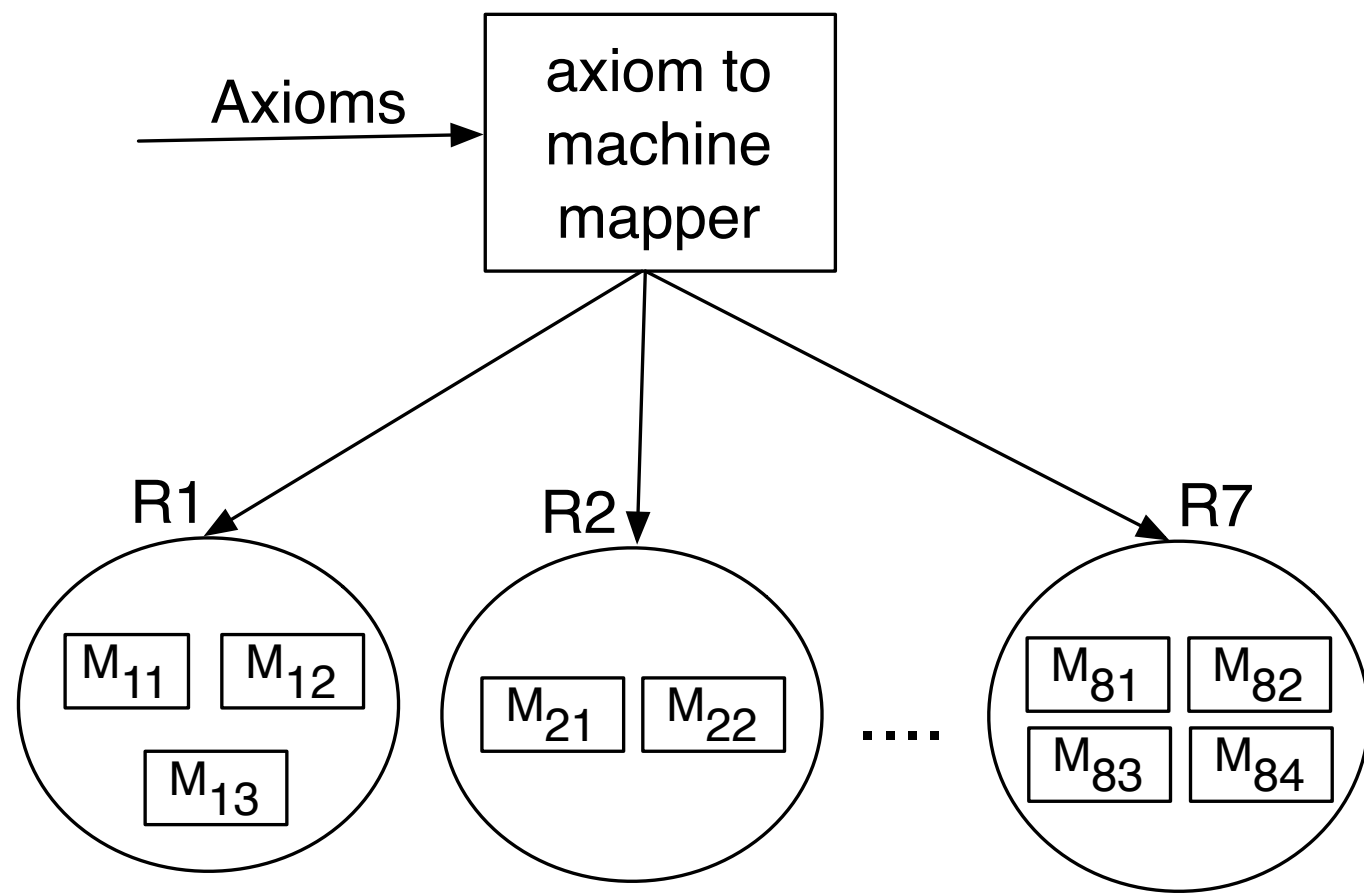 Axioms
axiom to
machine
mapper
R1
R2
R7
M11
M12
M13
M21
M22
....
M81
M82
M83
M84